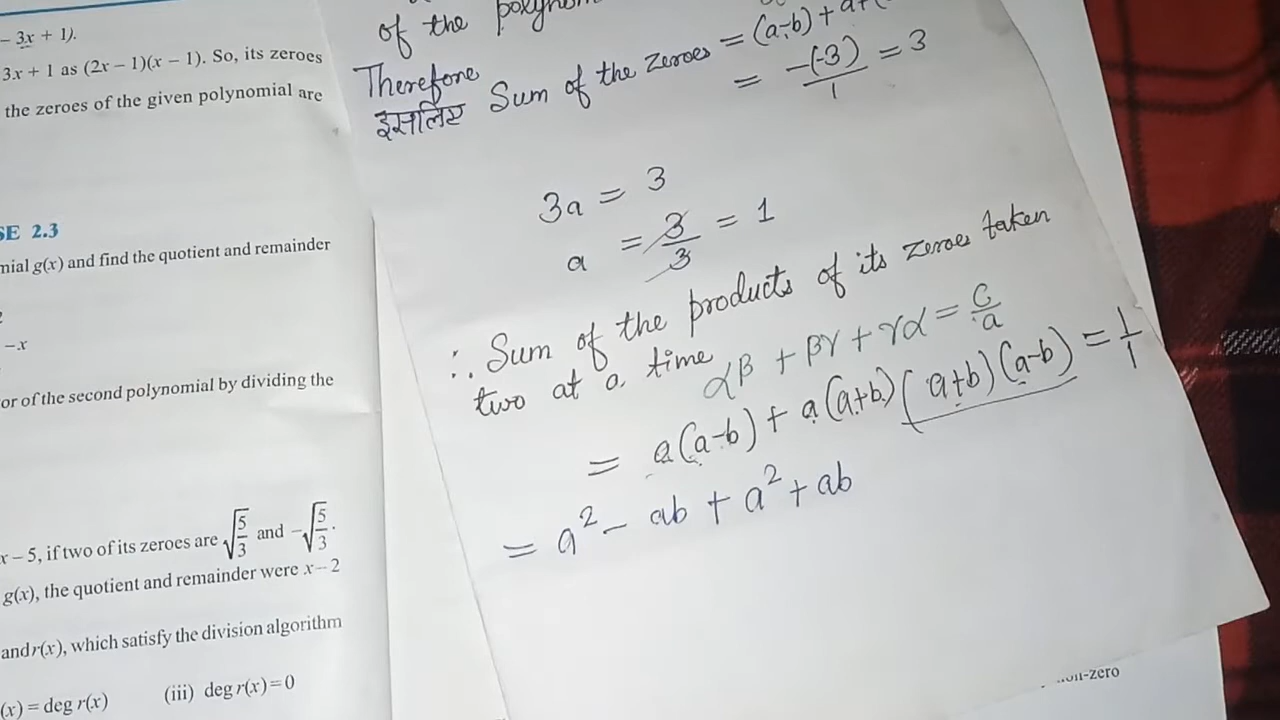 – 3x + 1).
3x + 1 as (2x – 1)(x – 1). So, its zeroes
the zeroes of the given polynomial are
SE 2.3
g(x) and find the quotient and remainder
– x
or of the second polynomial by dividing the
x – 5, if two of its zeroes are √5/3 and –√5/3.
g(x), the quotient and remainder were x – 2
and r(x), which satisfy the division algorithm
(x) = deg r(x) (iii) deg r(x) = 0
of the
Therefore
इसलिए Sum of the zeroes = (a-b) + a+(
= -(-3)/1 = 3
3a = 3
a = 3/3 = 1
∴ Sum of the products of its zeroes taken
two at a time αβ + βγ + γα = c/a
= a(a-b) + a(a+b)(a+b)(a-b) = 1/1
= a² - ab + a² + ab